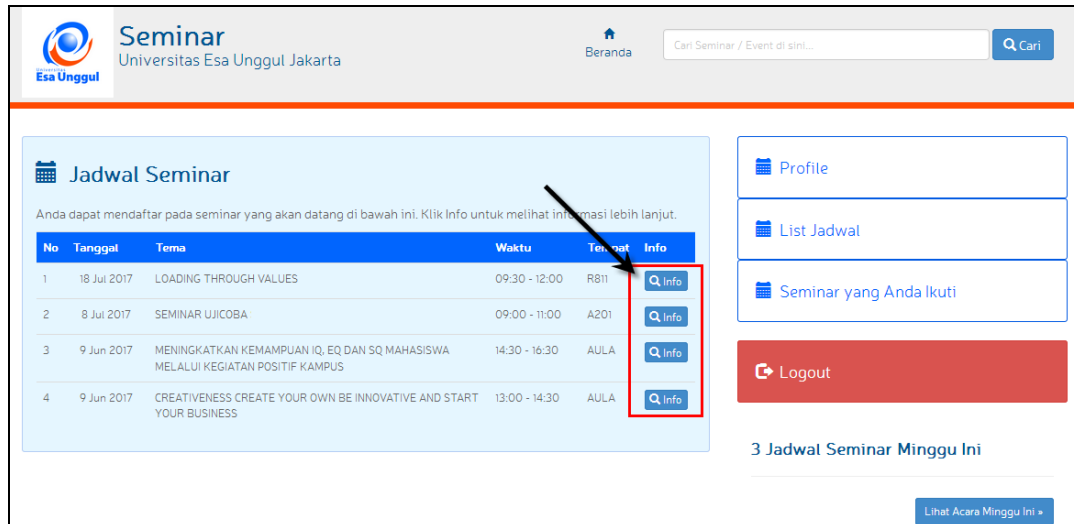 Seminar
Universitas Esa Unggul Jakarta
Universitas
Esa Unggul
Beranda
Cari Seminar / Event di sini...
Cari
Jadwal Seminar
Anda dapat mendaftar pada seminar yang akan datang di bawah ini. Klik Info untuk melihat informasi lebih lanjut.
No Tanggal Tema Waktu Tempat Info
1 18 Jul 2017 LOADING THROUGH VALUES 09:30 - 12:00 R811 Info
2 8 Jul 2017 SEMINAR UJICOBA 09:00 - 11:00 A201 Info
3 9 Jun 2017 MENINGKATKAN KEMAMPUAN IQ, EQ DAN SQ MAHASISWA 14:30 - 16:30 AULA Info
MELALUI KEGIATAN POSITIF KAMPUS
4 9 Jun 2017 CREATIVENESS CREATE YOUR OWN BE INNOVATIVE AND START 13:00 - 14:30 AULA Info
YOUR BUSINESS
Profile
List Jadwal
Seminar yang Anda Ikuti
Logout
3 Jadwal Seminar Minggu Ini
Lihat Acara Minggu Ini »